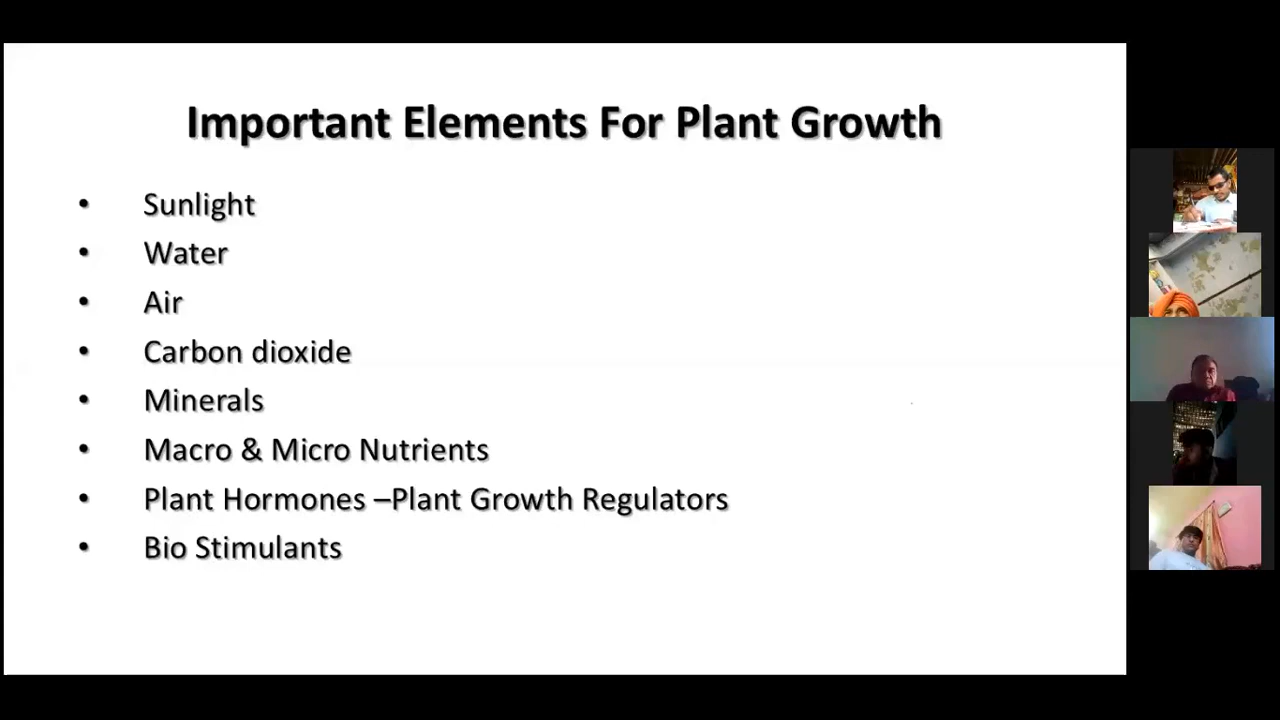 Important Elements For Plant Growth
• Sunlight
• Water
• Air
• Carbon dioxide
• Minerals
• Macro & Micro Nutrients
• Plant Hormones –Plant Growth Regulators
• Bio Stimulants